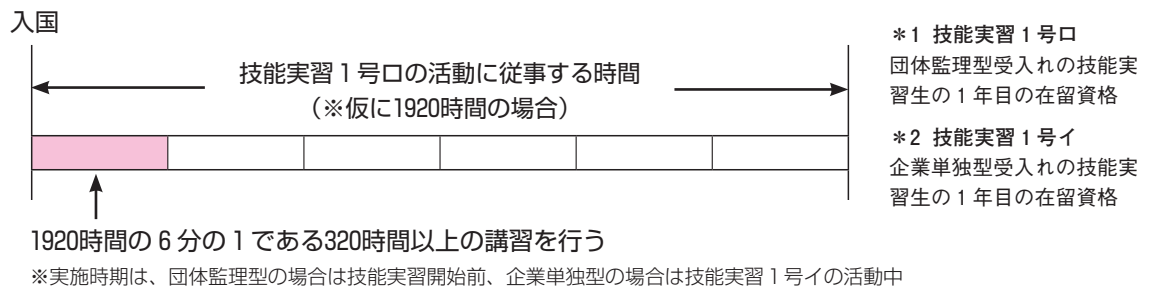 入国
技能実習１号ロの活動に従事する時間
（※仮に1920時間の場合）
1920時間の６分の１である320時間以上の講習を行う
※実施時期は、団体監理型の場合は技能実習開始前、企業単独型の場合は技能実習１号イの活動中
＊1 技能実習１号ロ
団体監理型受入れの技能実
習生の１年目の在留資格
＊2 技能実習１号イ
企業単独型受入れの技能実
習生の１年目の在留資格